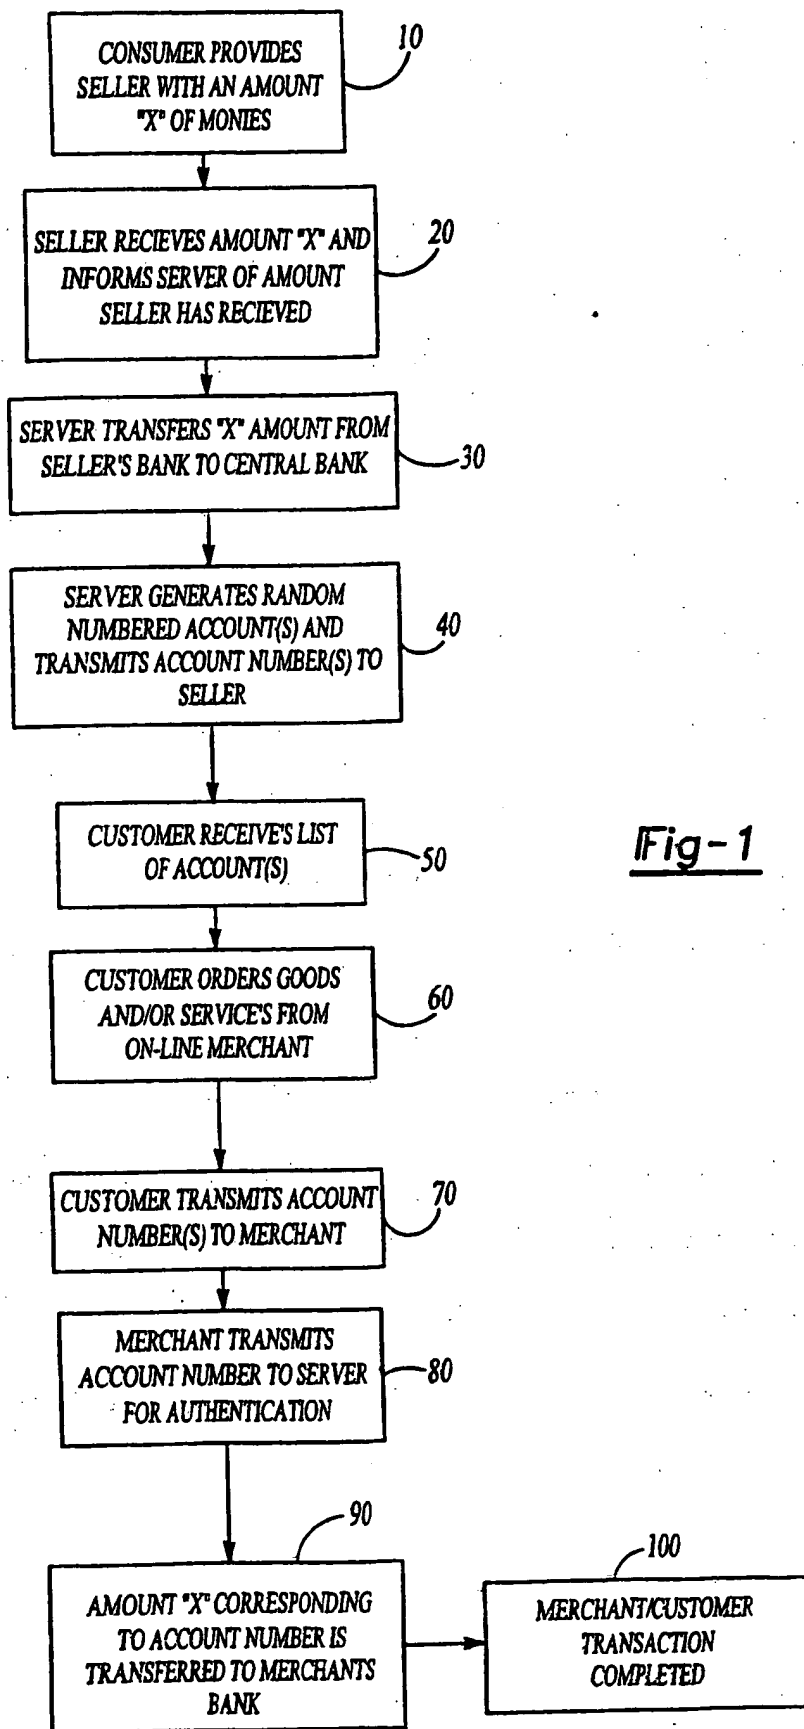 CONSUMER PROVIDES
SELLER WITH AN AMOUNT
"X" OF MONIES
10
SELLER RECIEVES AMOUNT "X" AND
INFORMS SERVER OF AMOUNT
SELLER HAS RECIEVED
20
SERVER TRANSFERS "X" AMOUNT FROM
SELLER'S BANK TO CENTRAL BANK
30
SERVER GENERATES RANDOM
NUMBERED ACCOUNT(S) AND
TRANSMITS ACCOUNT NUMBER(S) TO
SELLER
40
CUSTOMER RECEIVE'S LIST
OF ACCOUNT(S)
50
Fig-1
CUSTOMER ORDERS GOODS
AND/OR SERVICE'S FROM
ON-LINE MERCHANT
60
CUSTOMER TRANSMITS ACCOUNT
NUMBER(S) TO MERCHANT
70
MERCHANT TRANSMITS
ACCOUNT NUMBER TO SERVER
FOR AUTHENTICATION
80
90
AMOUNT "X" CORRESPONDING
TO ACCOUNT NUMBER IS
TRANSFERRED TO MERCHANTS
BANK
100
MERCHANT/CUSTOMER
TRANSACTION
COMPLETED